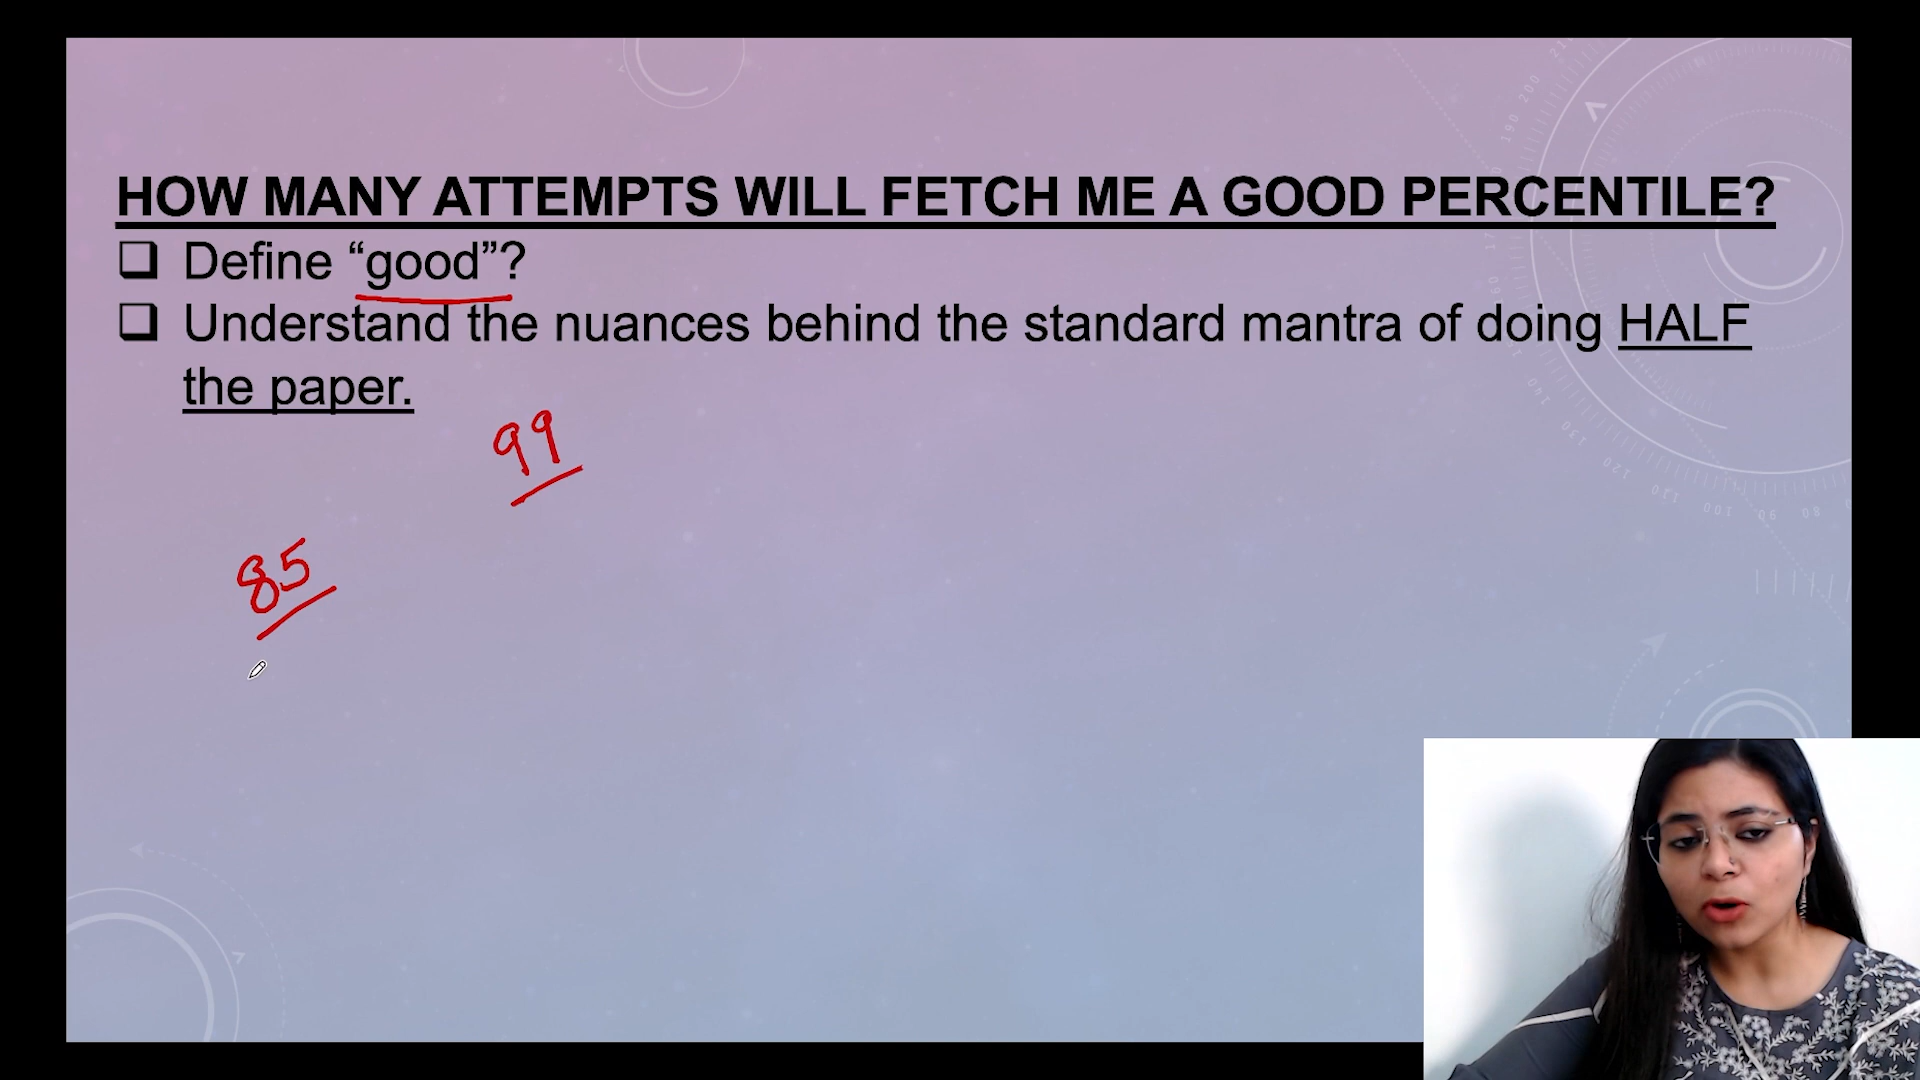 HOW MANY ATTEMPTS WILL FETCH ME A GOOD PERCENTILE?
❑ Define “good”?
❑ Understand the nuances behind the standard mantra of doing HALF
the paper.
99
85